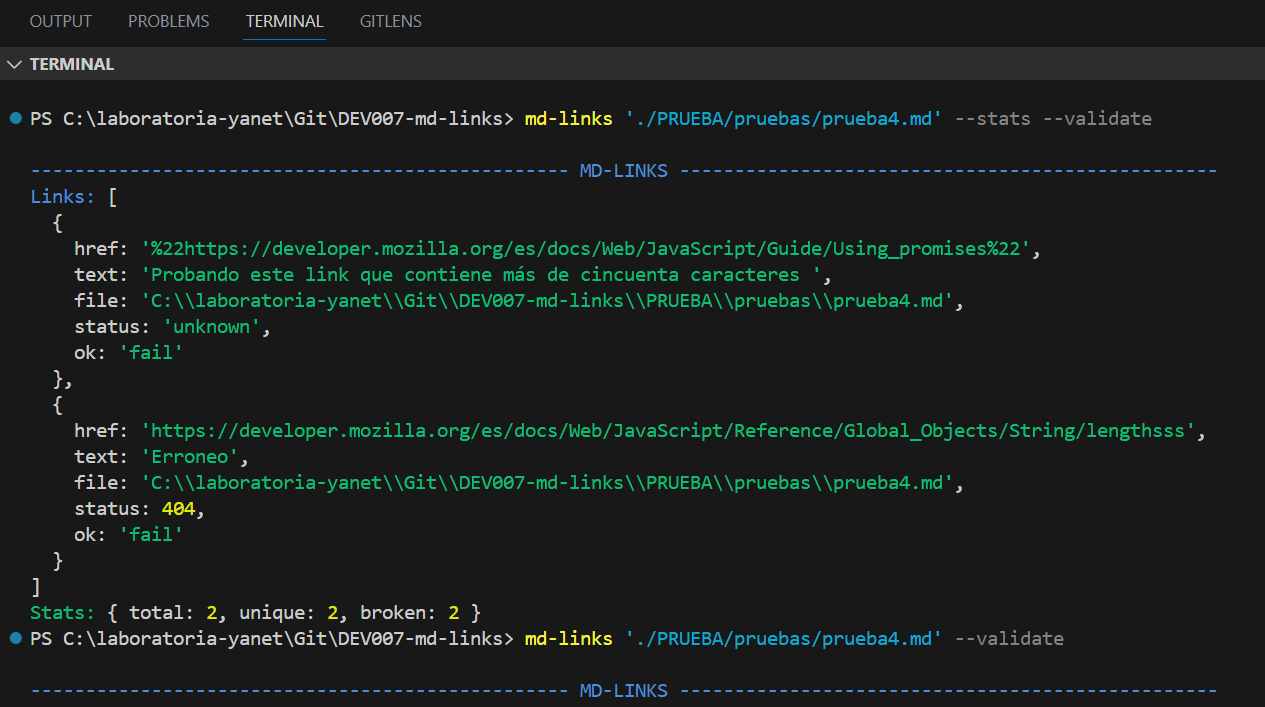 OUTPUT PROBLEMS TERMINAL GITLENS
TERMINAL
PS C:\laboratoria-yanet\Git\DEV007-md-links> md-links './PRUEBA/pruebas/prueba4.md' --stats --validate
------------------------------------------------- MD-LINKS -------------------------------------------------
Links: [
  {
    href: '%22https://developer.mozilla.org/es/docs/Web/JavaScript/Guide/Using_promises%22',
    text: 'Probando este link que contiene más de cincuenta caracteres ',
    file: 'C:\\laboratoria-yanet\\Git\\DEV007-md-links\\PRUEBA\\pruebas\\prueba4.md',
    status: 'unknown',
    ok: 'fail'
  },
  {
    href: 'https://developer.mozilla.org/es/docs/Web/JavaScript/Reference/Global_Objects/String/lengthsss',
    text: 'Erroneo',
    file: 'C:\\laboratoria-yanet\\Git\\DEV007-md-links\\PRUEBA\\pruebas\\prueba4.md',
    status: 404,
    ok: 'fail'
  }
]
Stats: { total: 2, unique: 2, broken: 2 }
PS C:\laboratoria-yanet\Git\DEV007-md-links> md-links './PRUEBA/pruebas/prueba4.md' --validate
------------------------------------------------- MD-LINKS -------------------------------------------------